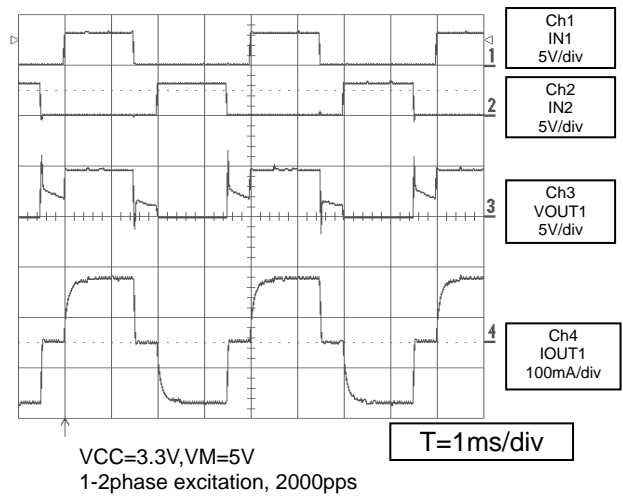 Ch1
IN1
5V/div
1
Ch2
IN2
5V/div
2
Ch3
VOUT1
5V/div
3
Ch4
IOUT1
100mA/div
4
T=1ms/div
VCC=3.3V,VM=5V
1-2phase excitation, 2000pps